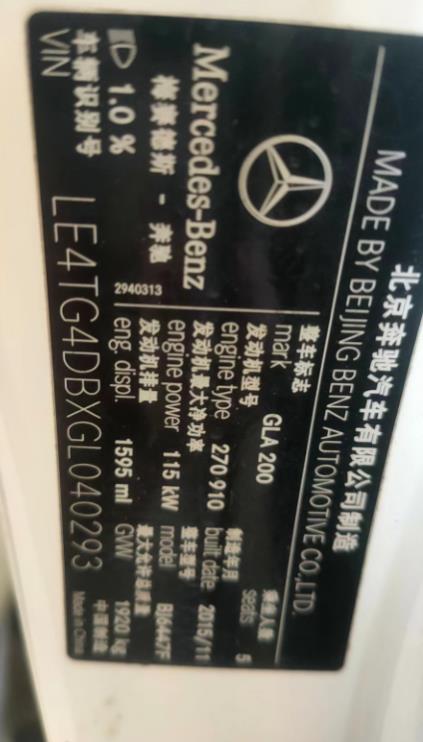 北京奔驰汽车有限公司制造
MADE BY BEIJING BENZ AUTOMOTIVE CO.,LTD.
Mercedes-Benz
梅赛德斯-奔驰
1.0 %
2940313
整车标志
mark GLA 200
乘坐人数
seats 5
发动机型号
engine type 270 910
制造年月
built date 2015/11
发动机最大净功率
engine power 115 kW
整车型号
model BJ6447F
发动机排量
eng. displ. 1595 ml
最大允许总质量
GVW 1920 kg
车辆识别号
VIN LE4TG4DBXGL040293
中国制造
Made in China